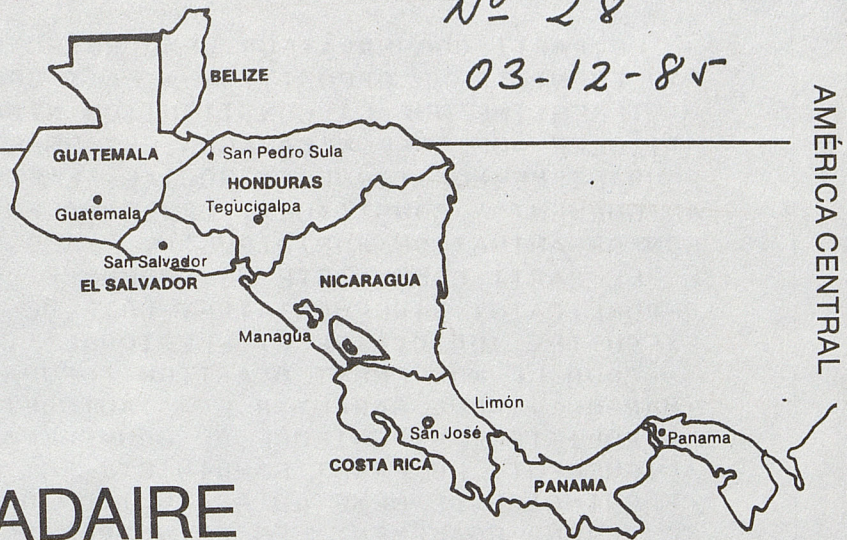 Nº 28
03-12-85
BELIZE
GUATEMALA
San Pedro Sula
HONDURAS
Guatemala
Tegucigalpa
San Salvador
EL SALVADOR
NICARAGUA
Managua
Limón
San José
Panama
COSTA RICA
PANAMA
AMÉRICA CENTRAL
ADAIRE